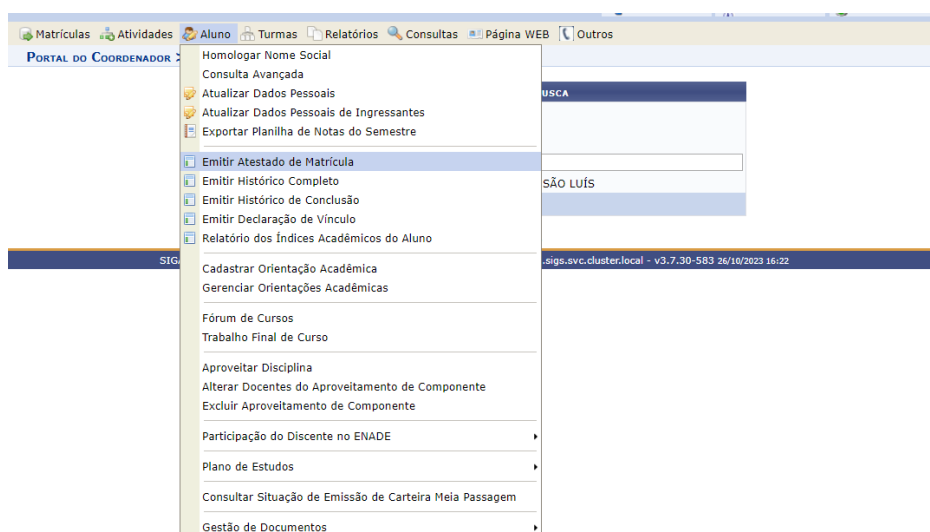 Matrículas Atividades Aluno Turmas Relatórios Consultas Página WEB Outros
PORTAL DO COORDENADOR >
Homologar Nome Social
Consulta Avançada
Atualizar Dados Pessoais
USCA
Atualizar Dados Pessoais de Ingressantes
Exportar Planilha de Notas do Semestre
Emitir Atestado de Matrícula
Emitir Histórico Completo
SÃO LUÍS
Emitir Histórico de Conclusão
Emitir Declaração de Vínculo
Relatório dos Índices Acadêmicos do Aluno
SIGA
.sigs.svc.cluster.local - v3.7.30-583 26/10/2023 16:22
Cadastrar Orientação Acadêmica
Gerenciar Orientações Acadêmicas
Fórum de Cursos
Trabalho Final de Curso
Aproveitar Disciplina
Alterar Docentes do Aproveitamento de Componente
Excluir Aproveitamento de Componente
Participação do Discente no ENADE
Plano de Estudos
Consultar Situação de Emissão de Carteira Meia Passagem
Gestão de Documentos